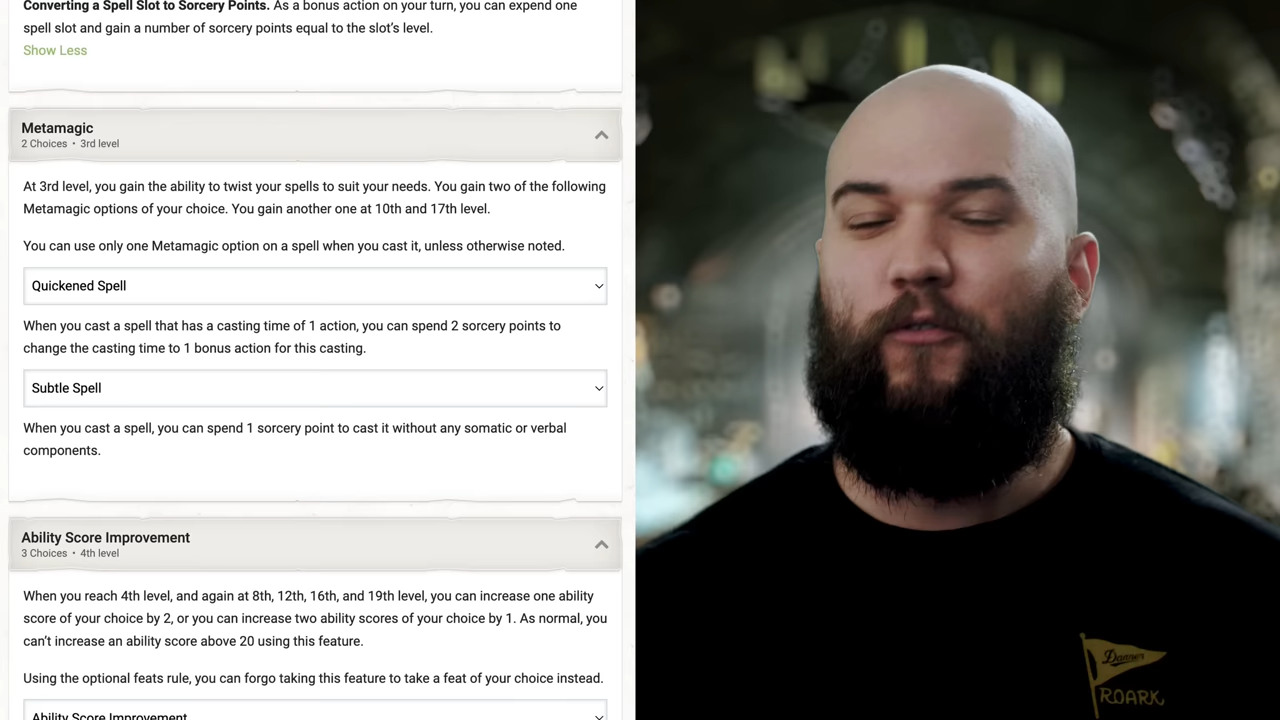 Converting a Spell Slot to Sorcery Points. As a bonus action on your turn, you can expend one
spell slot and gain a number of sorcery points equal to the slot's level.
Show Less
Metamagic
2 Choices • 3rd level
At 3rd level, you gain the ability to twist your spells to suit your needs. You gain two of the following
Metamagic options of your choice. You gain another one at 10th and 17th level.
You can use only one Metamagic option on a spell when you cast it, unless otherwise noted.
Quickened Spell
When you cast a spell that has a casting time of 1 action, you can spend 2 sorcery points to
change the casting time to 1 bonus action for this casting.
Subtle Spell
When you cast a spell, you can spend 1 sorcery point to cast it without any somatic or verbal
components.
Ability Score Improvement
3 Choices • 4th level
When you reach 4th level, and again at 8th, 12th, 16th, and 19th level, you can increase one ability
score of your choice by 2, or you can increase two ability scores of your choice by 1. As normal, you
can't increase an ability score above 20 using this feature.
Using the optional feats rule, you can forgo taking this feature to take a feat of your choice instead.
Ability Score Improvement
Danner
ROARK